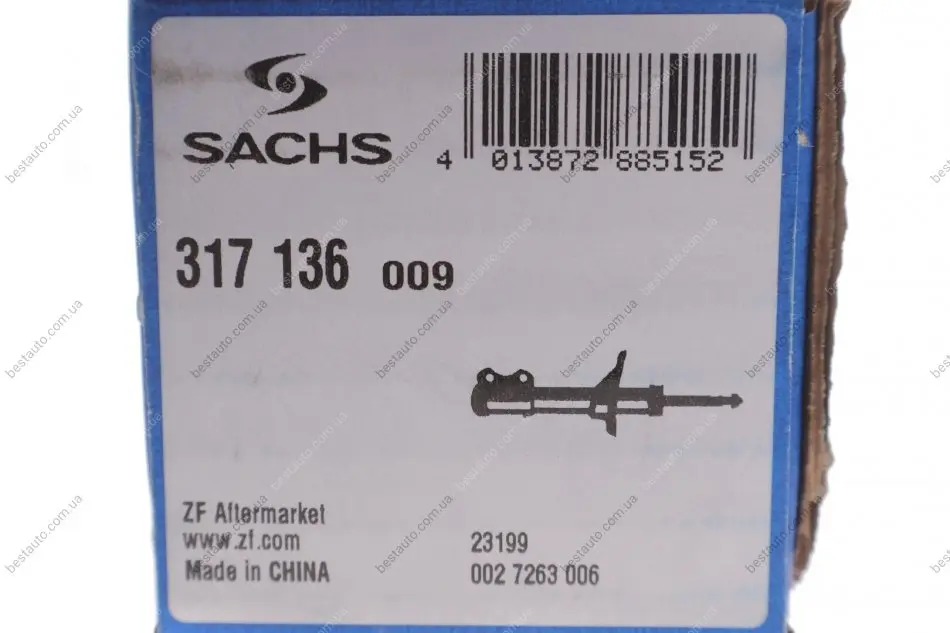 SACHS
4 013872 885152
317 136 009
ZF Aftermarket
www.zf.com
Made in CHINA
23199
002 7263 006
bestauto.com.ua